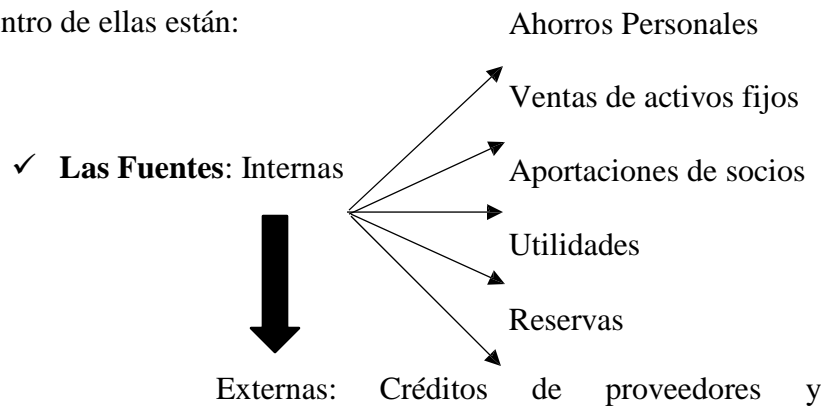 ntro de ellas están:
Ahorros Personales
Ventas de activos fijos
✓ Las Fuentes: Internas
Aportaciones de socios
Utilidades
Reservas
Externas: Créditos de proveedores y